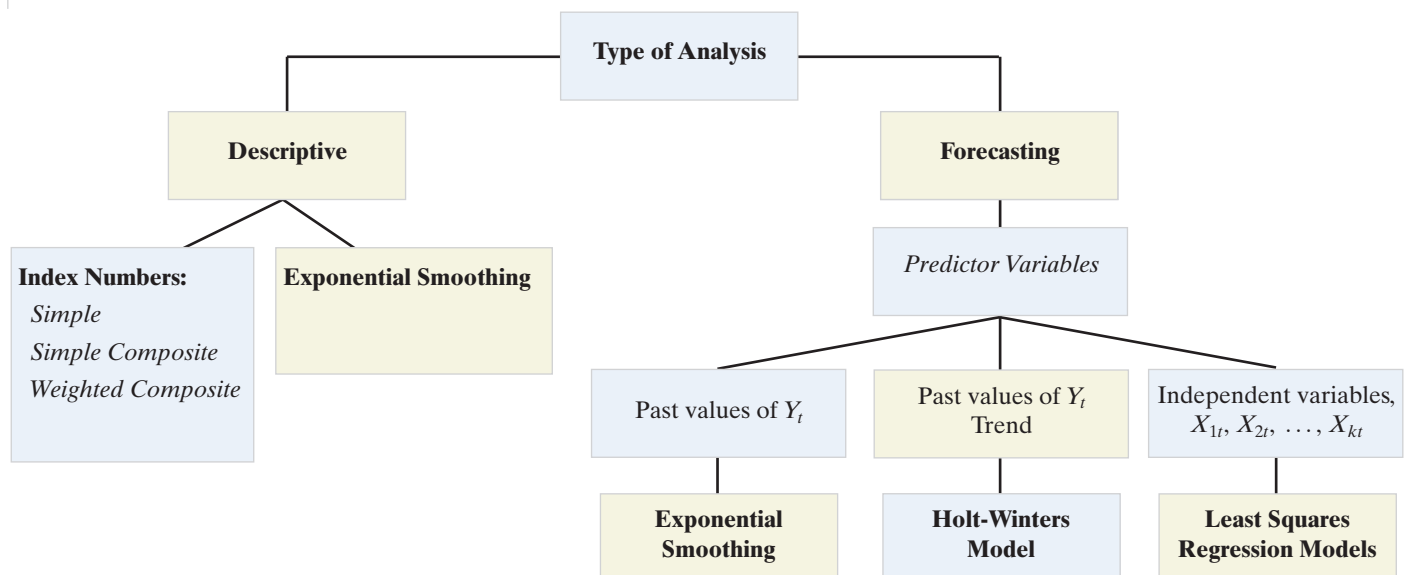 Type of Analysis
Descriptive
Forecasting
Index Numbers:
Simple
Simple Composite
Weighted Composite
Exponential Smoothing
Predictor Variables
Past values of Yt
Past values of Yt
Trend
Independent variables,
X1t, X2t, …, Xkt
Exponential
Smoothing
Holt-Winters
Model
Least Squares
Regression Models